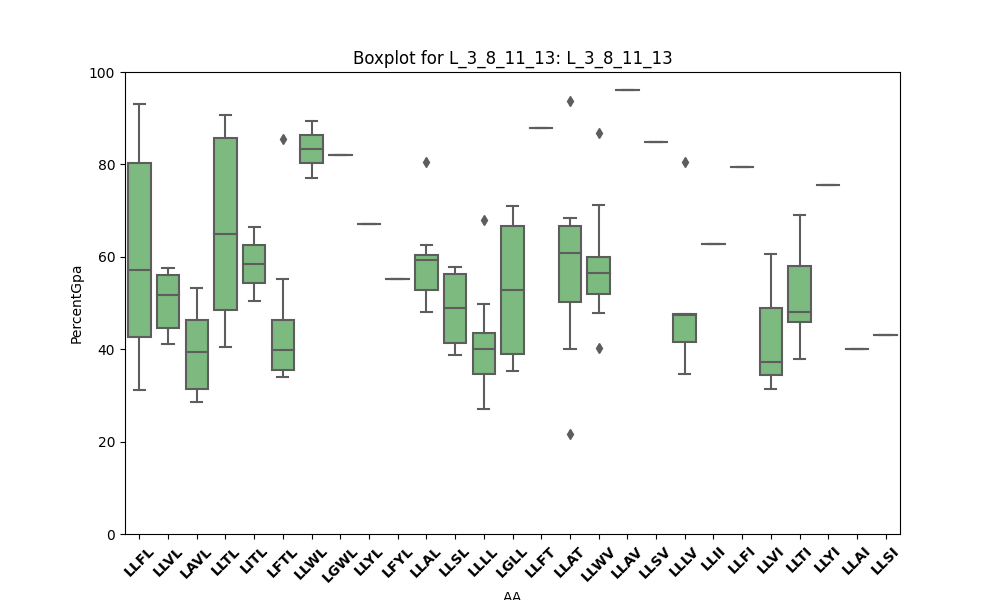 Boxplot for L_3_8_11_13: L_3_8_11_13
PercentGpa
100
80
60
40
20
0
LLFL LLVL LAVL LLTL LITL LFTL LLWL LGWL LLYL LFYL LLAL LLSL LLLL LGLL LLFT LLAT LLWV LLAV LLSV LLLV LLII LLFI LLVI LLTI LLYI LLAI LLSI
AA